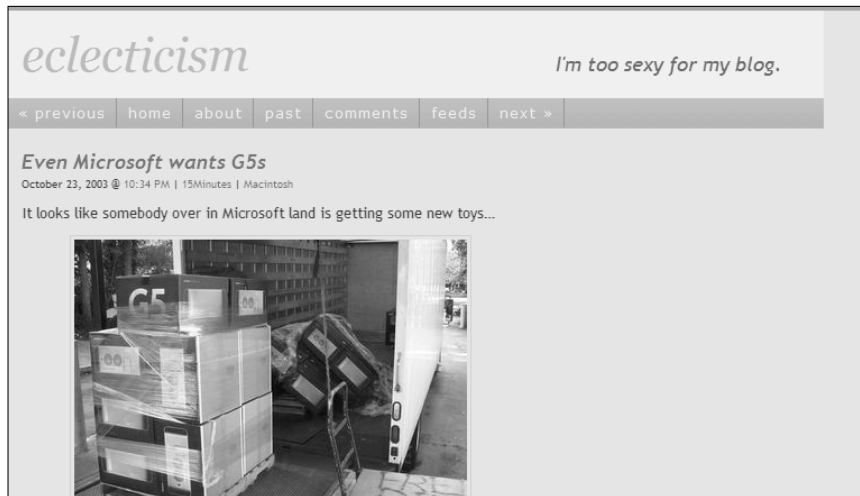 eclecticism
I'm too sexy for my blog.
« previous home about past comments feeds next »
Even Microsoft wants G5s
October 23, 2003 @ 10:34 PM | 15Minutes | Macintosh
It looks like somebody over in Microsoft land is getting some new toys...
G5